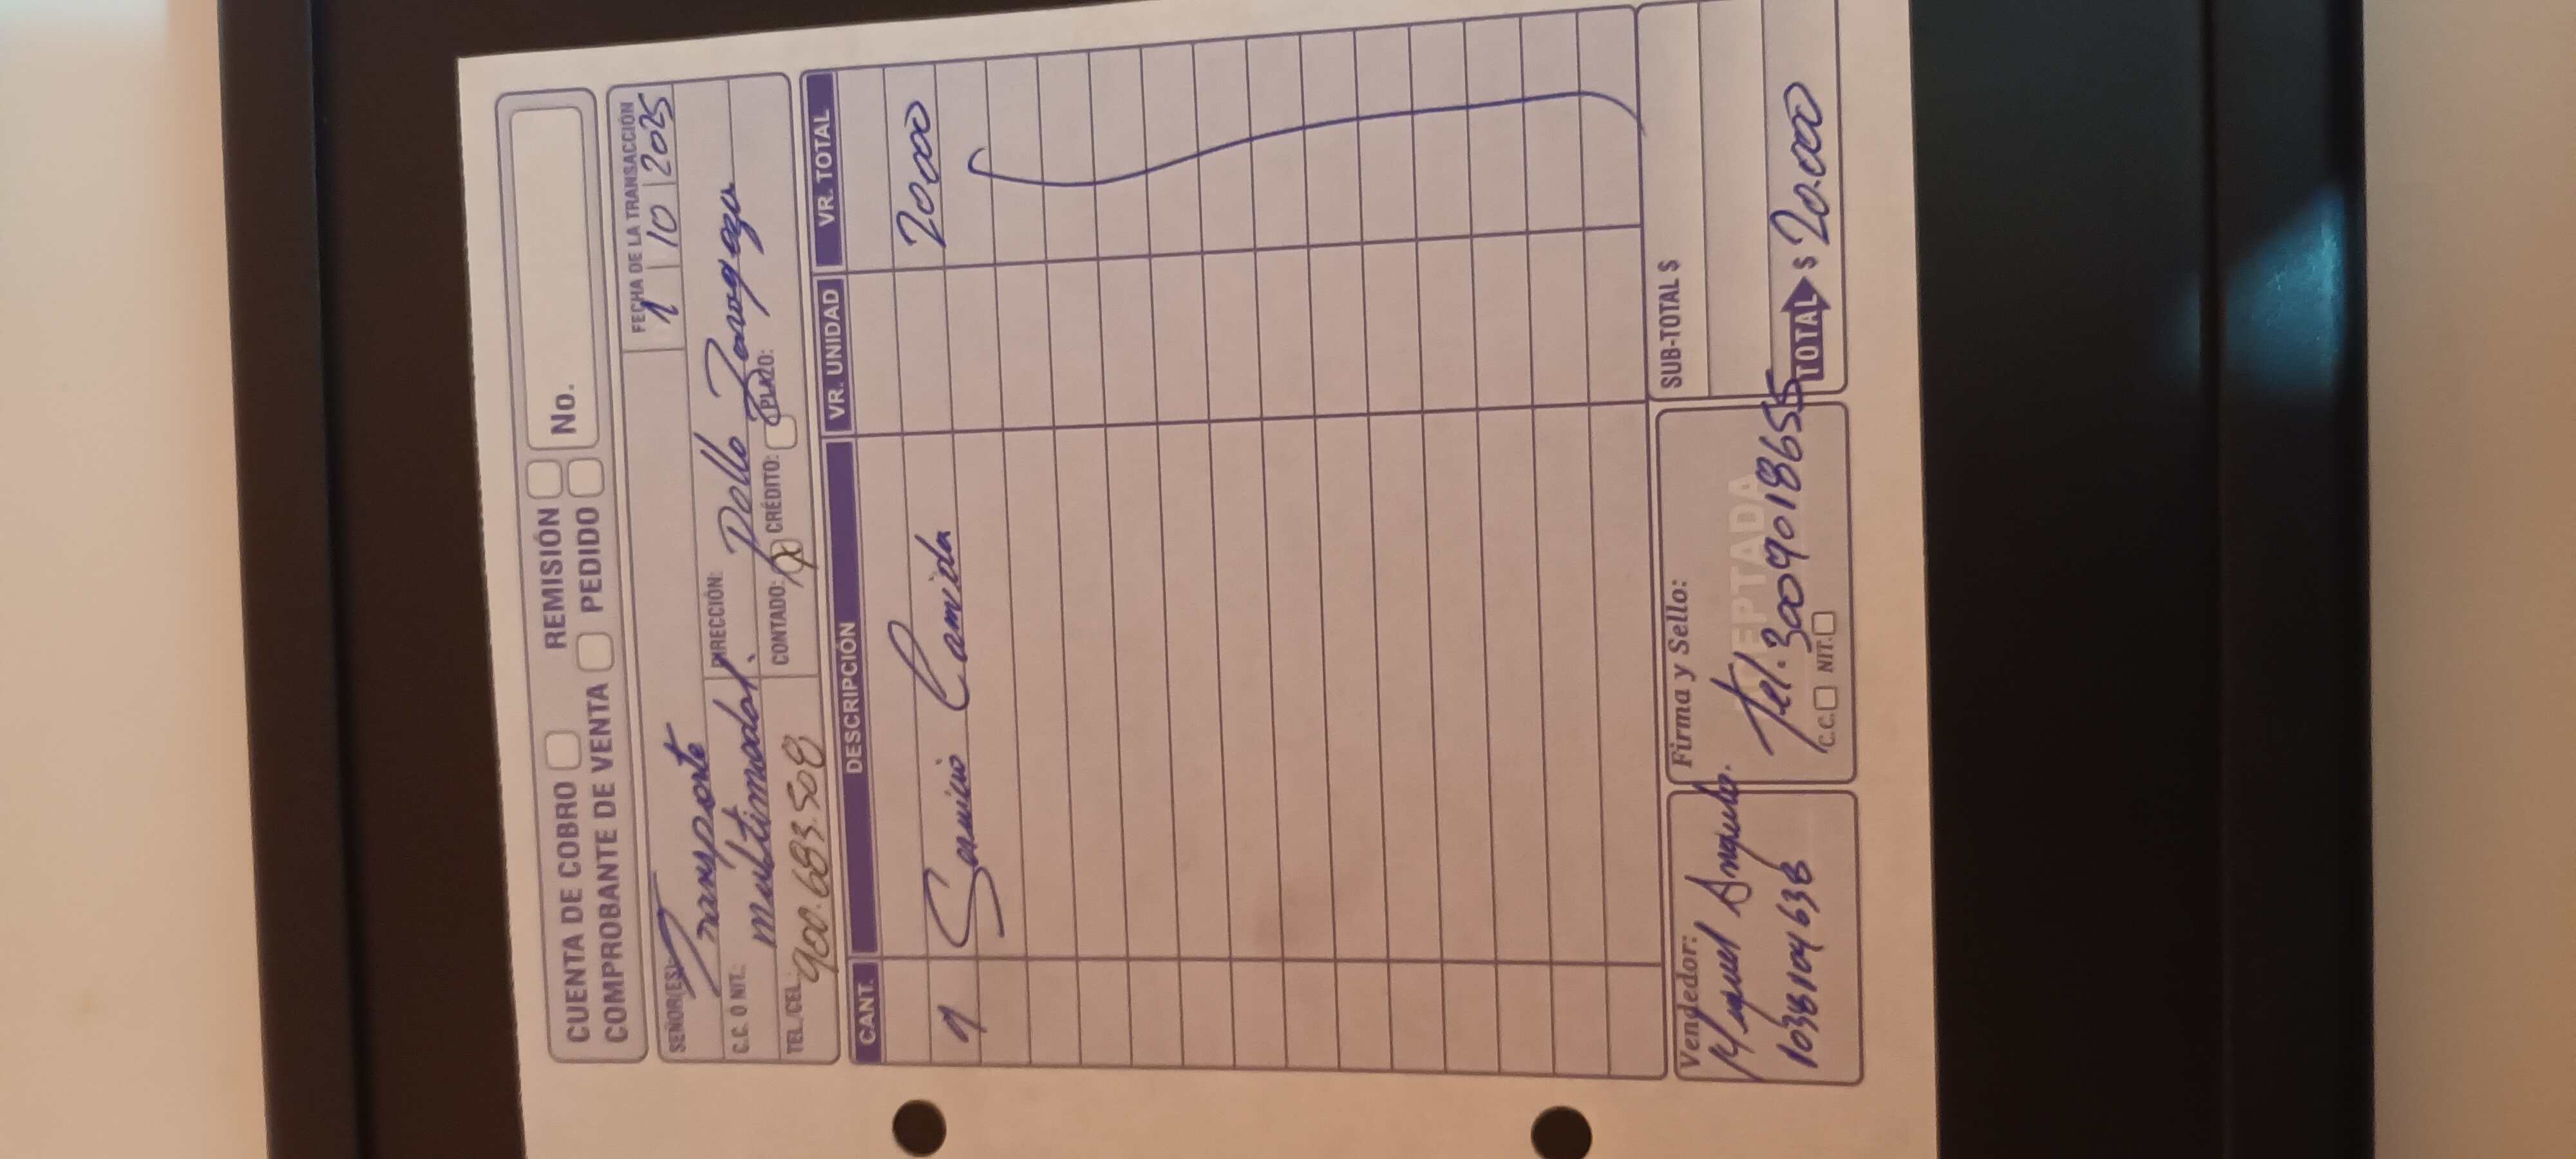 CUENTA DE COBRO REMISIÓN
COMPROBANTE DE VENTA PEDIDO No.
FECHA DE LA TRANSACCIÓN
1 10 2025
SEÑOR(ES):
Transporte
C.C. O NIT.: multimodal. DIRECCIÓN: Pollo Zaragoza
TEL./CEL.: 900.683.508 CONTADO: X CRÉDITO: PLAZO:
CANT. DESCRIPCIÓN VR. UNIDAD VR. TOTAL
1 Servicio Comida 20000
Vendedor: Firma y Sello: SUB-TOTAL $
Miguel Angulo. Tel. 3009018655
1038104636
ACEPTADA
C.C. NIT. TOTAL $ 20.000